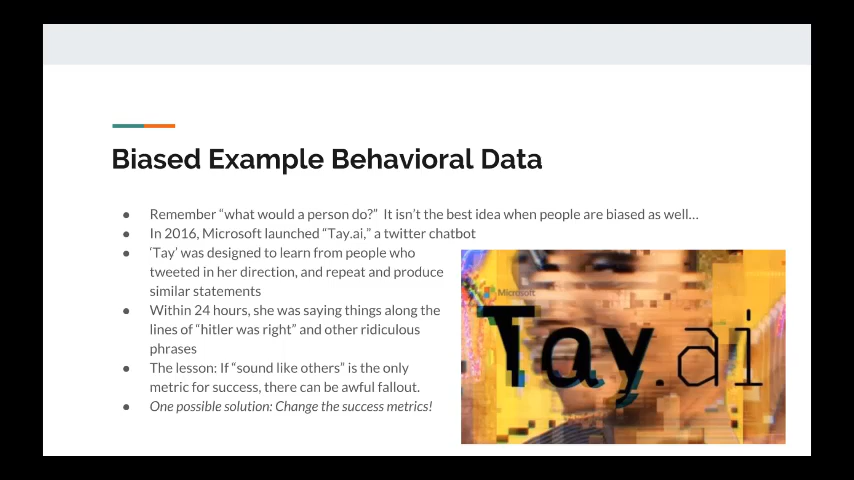 Biased Example Behavioral Data
● Remember “what would a person do?”  It isn’t the best idea when people are biased as well...
● In 2016, Microsoft launched “Tay.ai,” a twitter chatbot
● ‘Tay’ was designed to learn from people who
tweeted in her direction, and repeat and produce
similar statements
● Within 24 hours, she was saying things along the
lines of “hitler was right” and other ridiculous
phrases
● The lesson: If “sound like others” is the only
metric for success, there can be awful fallout.
● One possible solution: Change the success metrics!
Microsoft
Tay.ai